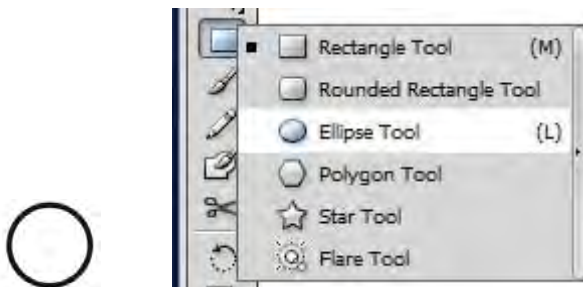 Rectangle Tool (M)
Rounded Rectangle Tool
Ellipse Tool (L)
Polygon Tool
Star Tool
Flare Tool